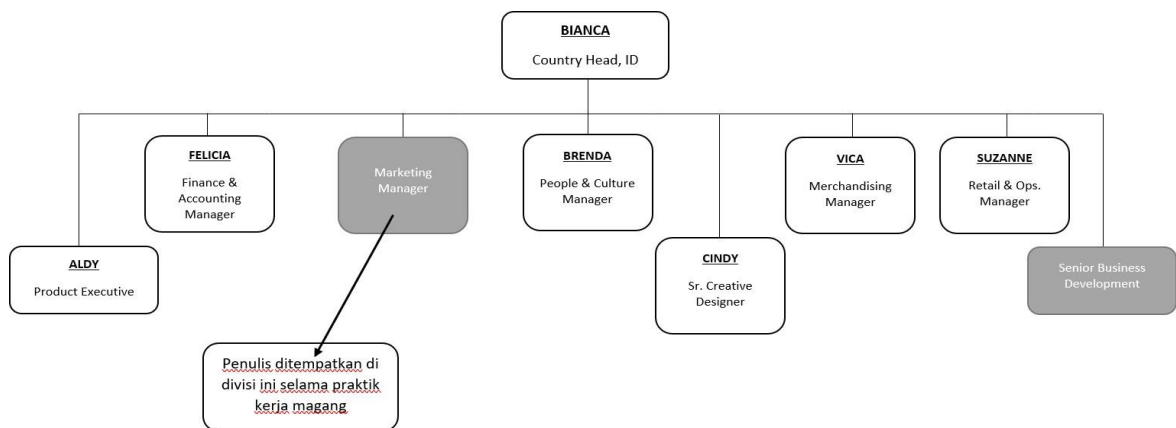 BIANCA
Country Head, ID
FELICIA
Finance &
Accounting
Manager
Marketing
Manager
BRENDA
People & Culture
Manager
VICA
Merchandising
Manager
SUZANNE
Retail & Ops.
Manager
ALDY
Product Executive
CINDY
Sr. Creative
Designer
Senior Business
Development
Penulis ditempatkan di
divisi ini selama praktik
kerja magang